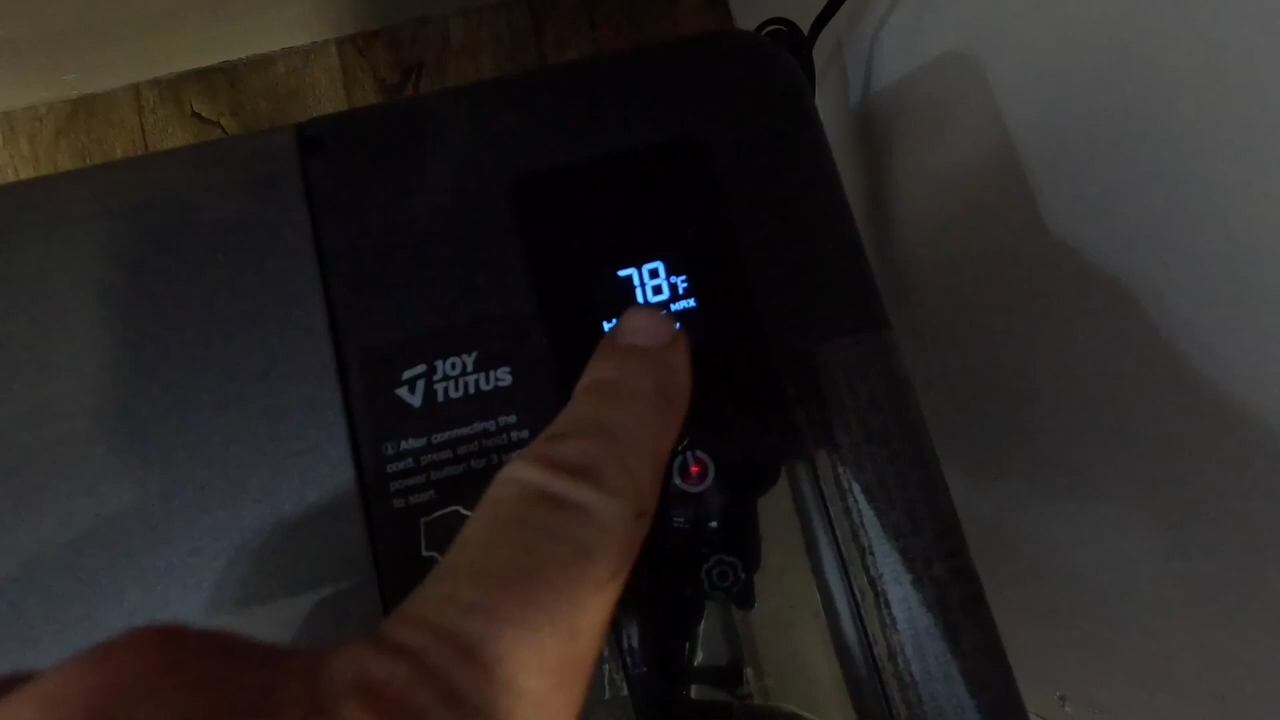 78°F
MAX
JOY
TUTUS
① After connecting the
cord, press and hold the
power button for 3
to start.